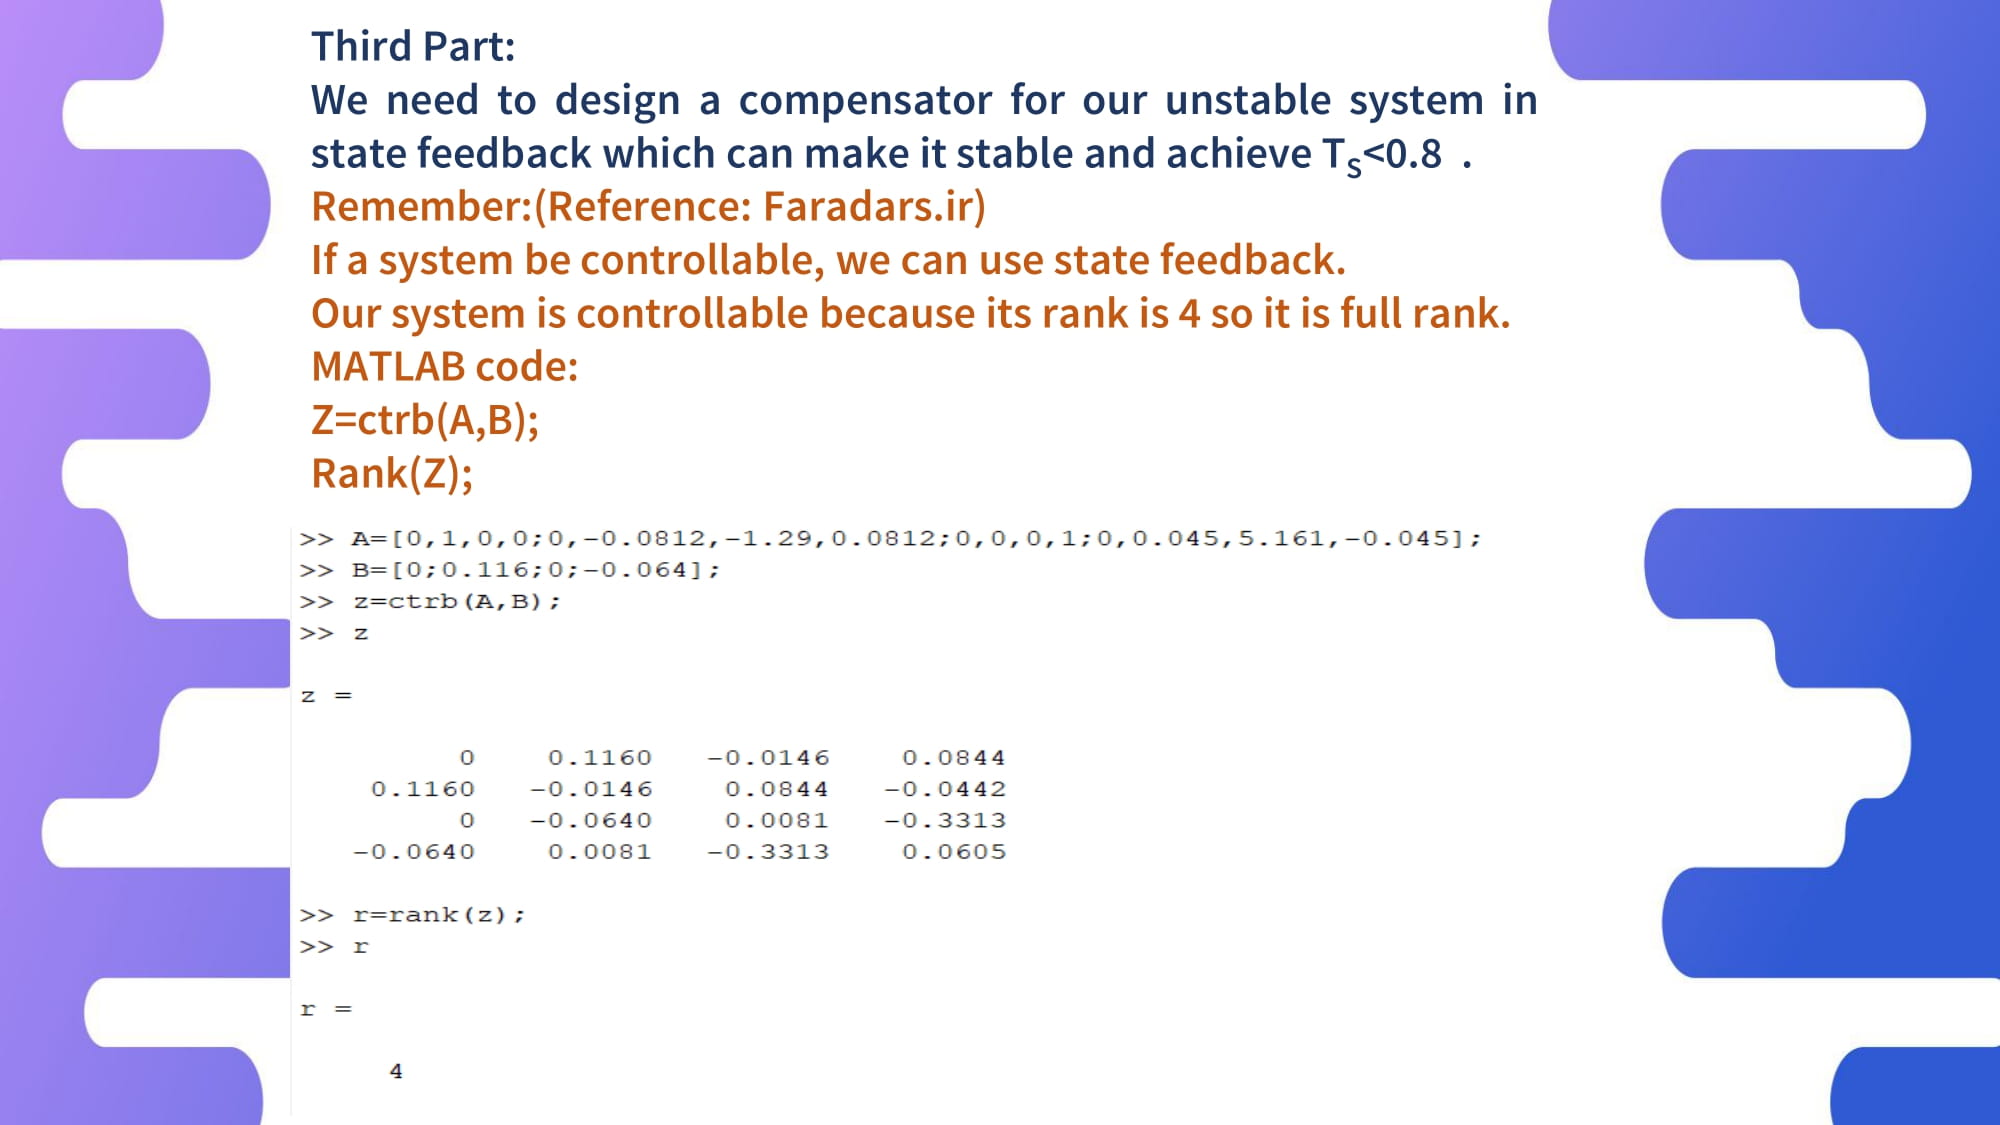 Third Part:
We need to design a compensator for our unstable system in
state feedback which can make it stable and achieve TS<0.8 .
Remember:(Reference: Faradars.ir)
If a system be controllable, we can use state feedback.
Our system is controllable because its rank is 4 so it is full rank.
MATLAB code:
Z=ctrb(A,B);
Rank(Z);
>> A=[0,1,0,0;0,-0.0812,-1.29,0.0812;0,0,0,1;0,0.045,5.161,-0.045];
>> B=[0;0.116;0;-0.064];
>> z=ctrb(A,B);
>> z
z =
0 0.1160 -0.0146 0.0844
0.1160 -0.0146 0.0844 -0.0442
0 -0.0640 0.0081 -0.3313
-0.0640 0.0081 -0.3313 0.0605
>> r=rank(z);
>> r
r =
4